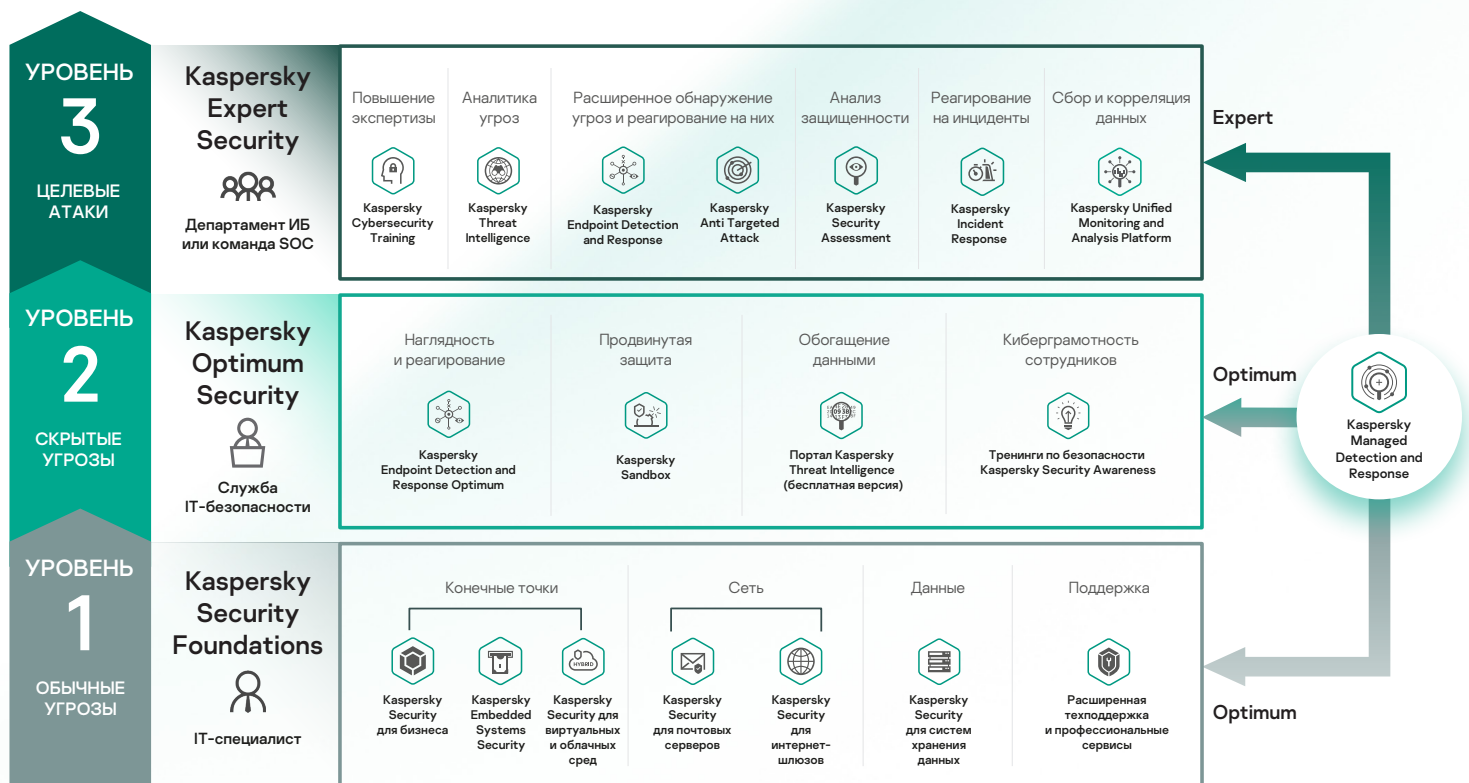 УРОВЕНЬ
3
ЦЕЛЕВЫЕ
АТАКИ
Kaspersky
Expert
Security
Департамент ИБ
или команда SOC
Повышение
экспертизы
Kaspersky
Cybersecurity
Training
Аналитика
угроз
Kaspersky
Threat
Intelligence
Расширенное обнаружение
угроз и реагирование на них
Kaspersky
Endpoint Detection
and Response
Kaspersky
Anti Targeted
Attack
Анализ
защищенности
Kaspersky
Security
Assessment
Реагирование
на инциденты
Kaspersky
Incident
Response
Сбор и корреляция
данных
Kaspersky Unified
Monitoring and
Analysis Platform
Expert
УРОВЕНЬ
2
СКРЫТЫЕ
УГРОЗЫ
Kaspersky
Optimum
Security
Служба
IT-безопасности
Наглядность
и реагирование
Kaspersky
Endpoint Detection and
Response Optimum
Продвинутая
защита
Kaspersky
Sandbox
Обогащение
данными
Портал Kaspersky
Threat Intelligence
(бесплатная версия)
Киберграмотность
сотрудников
Тренинги по безопасности
Kaspersky Security Awareness
Optimum
Kaspersky
Managed
Detection and
Response
УРОВЕНЬ
1
ОБЫЧНЫЕ
УГРОЗЫ
Kaspersky
Security
Foundations
IT-специалист
Конечные точки
Kaspersky
Security
для бизнеса
Kaspersky
Embedded
Systems
Security
HYBRID
Kaspersky
Security для
виртуальных
и облачных
сред
Сеть
Kaspersky
Security
для почтовых
серверов
Kaspersky
Security
для
интернет-
шлюзов
Данные
Kaspersky
Security
для систем
хранения
данных
Поддержка
Расширенная
техподдержка
и профессиональные
сервисы
Optimum